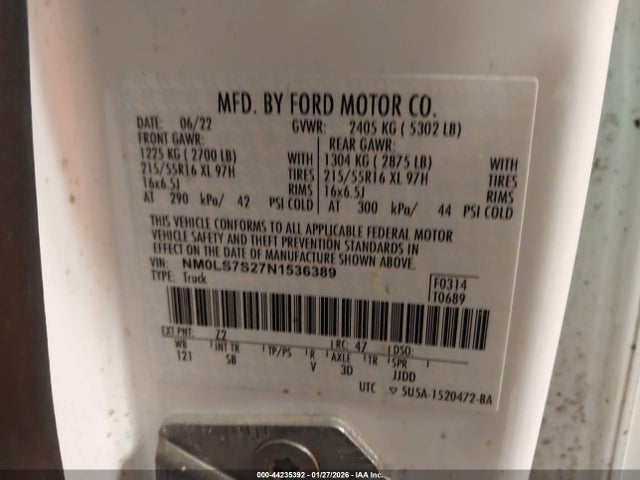 MFD. BY FORD MOTOR CO.
DATE: 06/22 GVWR: 2405 KG ( 5302 LB)
FRONT GAWR: REAR GAWR:
1225 KG ( 2700 LB) WITH 1304 KG ( 2875 LB) WITH
215/55R16 XL 97H TIRES 215/55R16 XL 97H TIRES
16x6.5J RIMS 16x6.5J RIMS
AT 290 kPa/ 42 PSI COLD AT 300 kPa/ 44 PSI COLD
THIS VEHICLE CONFORMS TO ALL APPLICABLE FEDERAL MOTOR
VEHICLE SAFETY AND THEFT PREVENTION STANDARDS IN
EFFECT ON THE DATE OF MANUFACTURE SHOWN ABOVE.
VIN: NM0LS7S27N1536389
TYPE: Truck
F0314
T0689
EXT PNT: Z2 RC: 47 DSO:
WB INT TR TP/PS R AXLE TR SPR
121 SB V 3D JJDD
UTC ▽ 5U5A-1520472-BA
000-44235392 | 01/27/2026 - IAA Inc. (C)